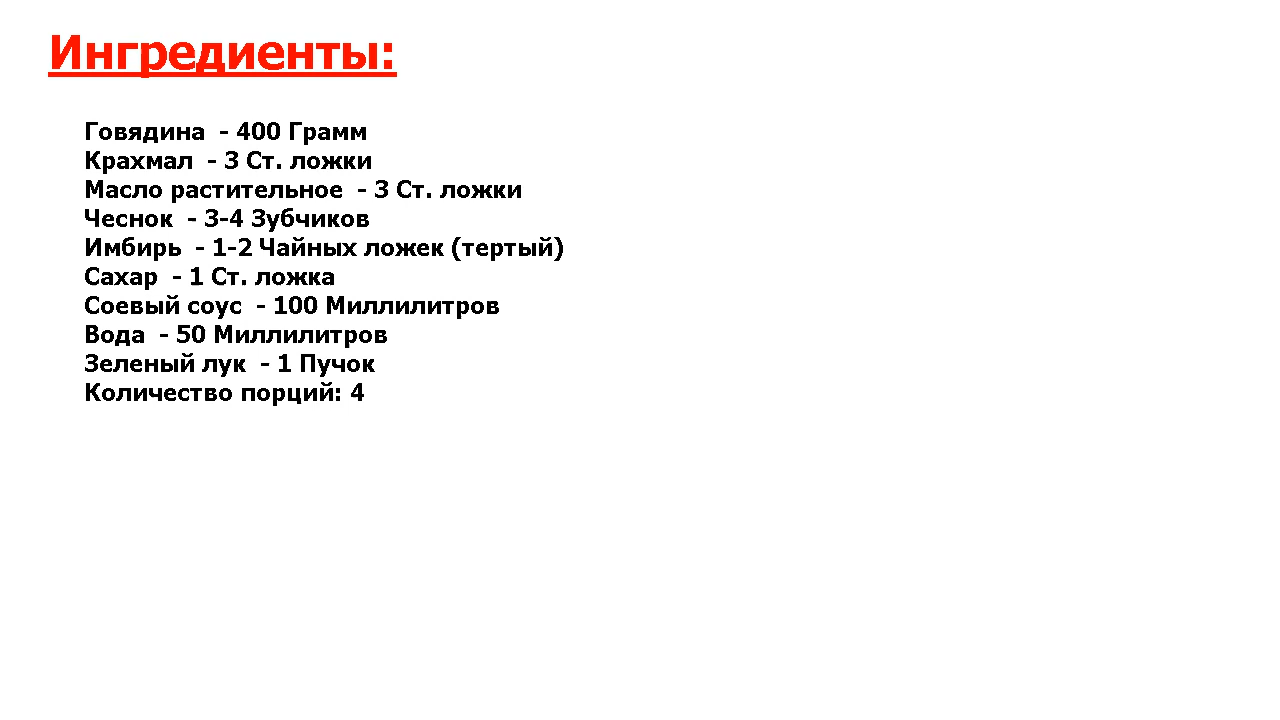 Ингредиенты:
Говядина  - 400 Грамм
Крахмал  - 3 Ст. ложки
Масло растительное  - 3 Ст. ложки
Чеснок  - 3-4 Зубчиков
Имбирь  - 1-2 Чайных ложек (тертый)
Сахар  - 1 Ст. ложка
Соевый соус  - 100 Миллилитров
Вода  - 50 Миллилитров
Зеленый лук  - 1 Пучок
Количество порций: 4